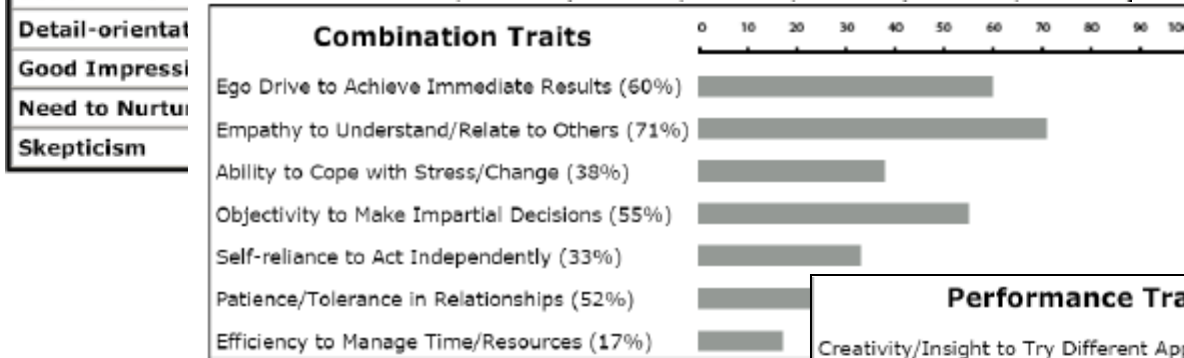 Detail-orientat
Good Impressi
Need to Nurtur
Skepticism
Combination Traits
0 10 20 30 40 50 60 70 80 90 100
Ego Drive to Achieve Immediate Results (60%)
Empathy to Understand/Relate to Others (71%)
Ability to Cope with Stress/Change (38%)
Objectivity to Make Impartial Decisions (55%)
Self-reliance to Act Independently (33%)
Patience/Tolerance in Relationships (52%)
Efficiency to Manage Time/Resources (17%)
Performance Tra
Creativity/Insight to Try Different App